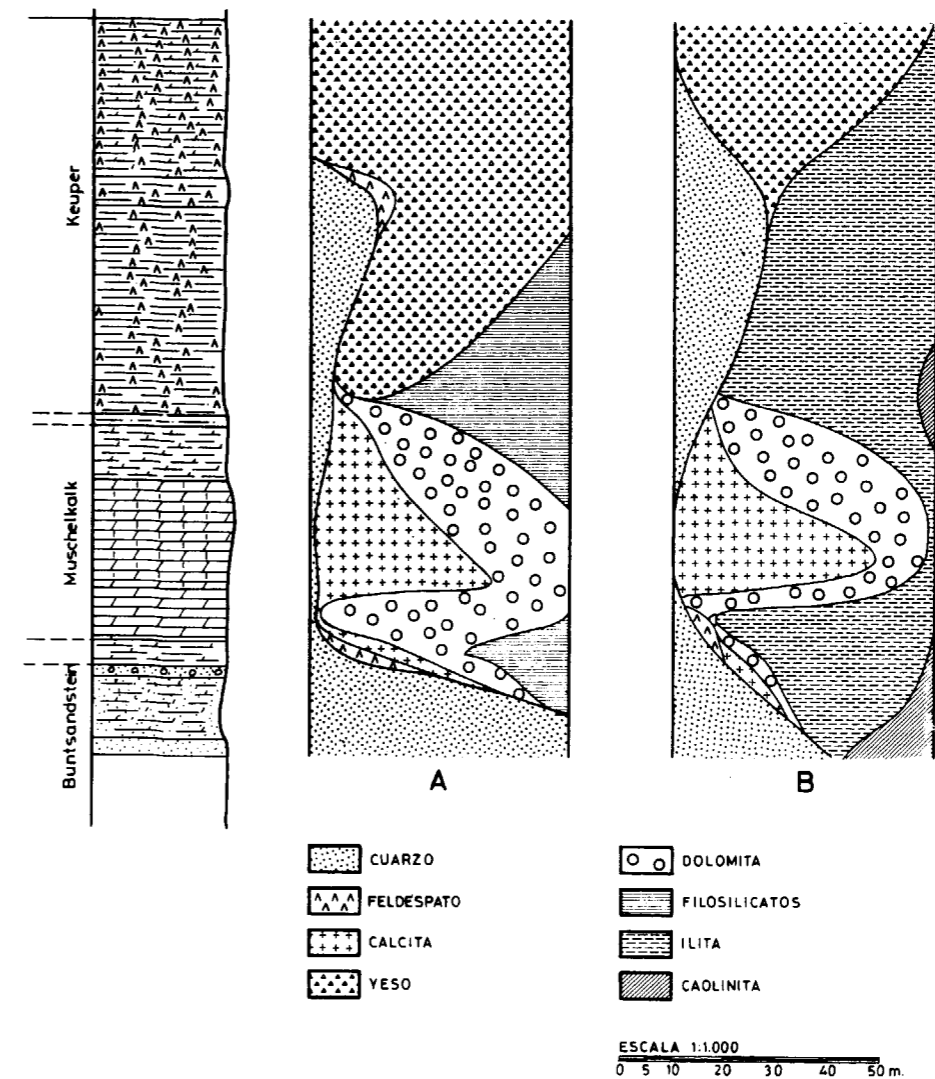 Keuper
Muschelkalk
Buntsandstein
A
B
CUARZO
FELDESPATO
CALCITA
YESO
DOLOMITA
FILOSILICATOS
ILITA
CAOLINITA
ESCALA 1:1.000
0 5 10 20 30 40 50 m.